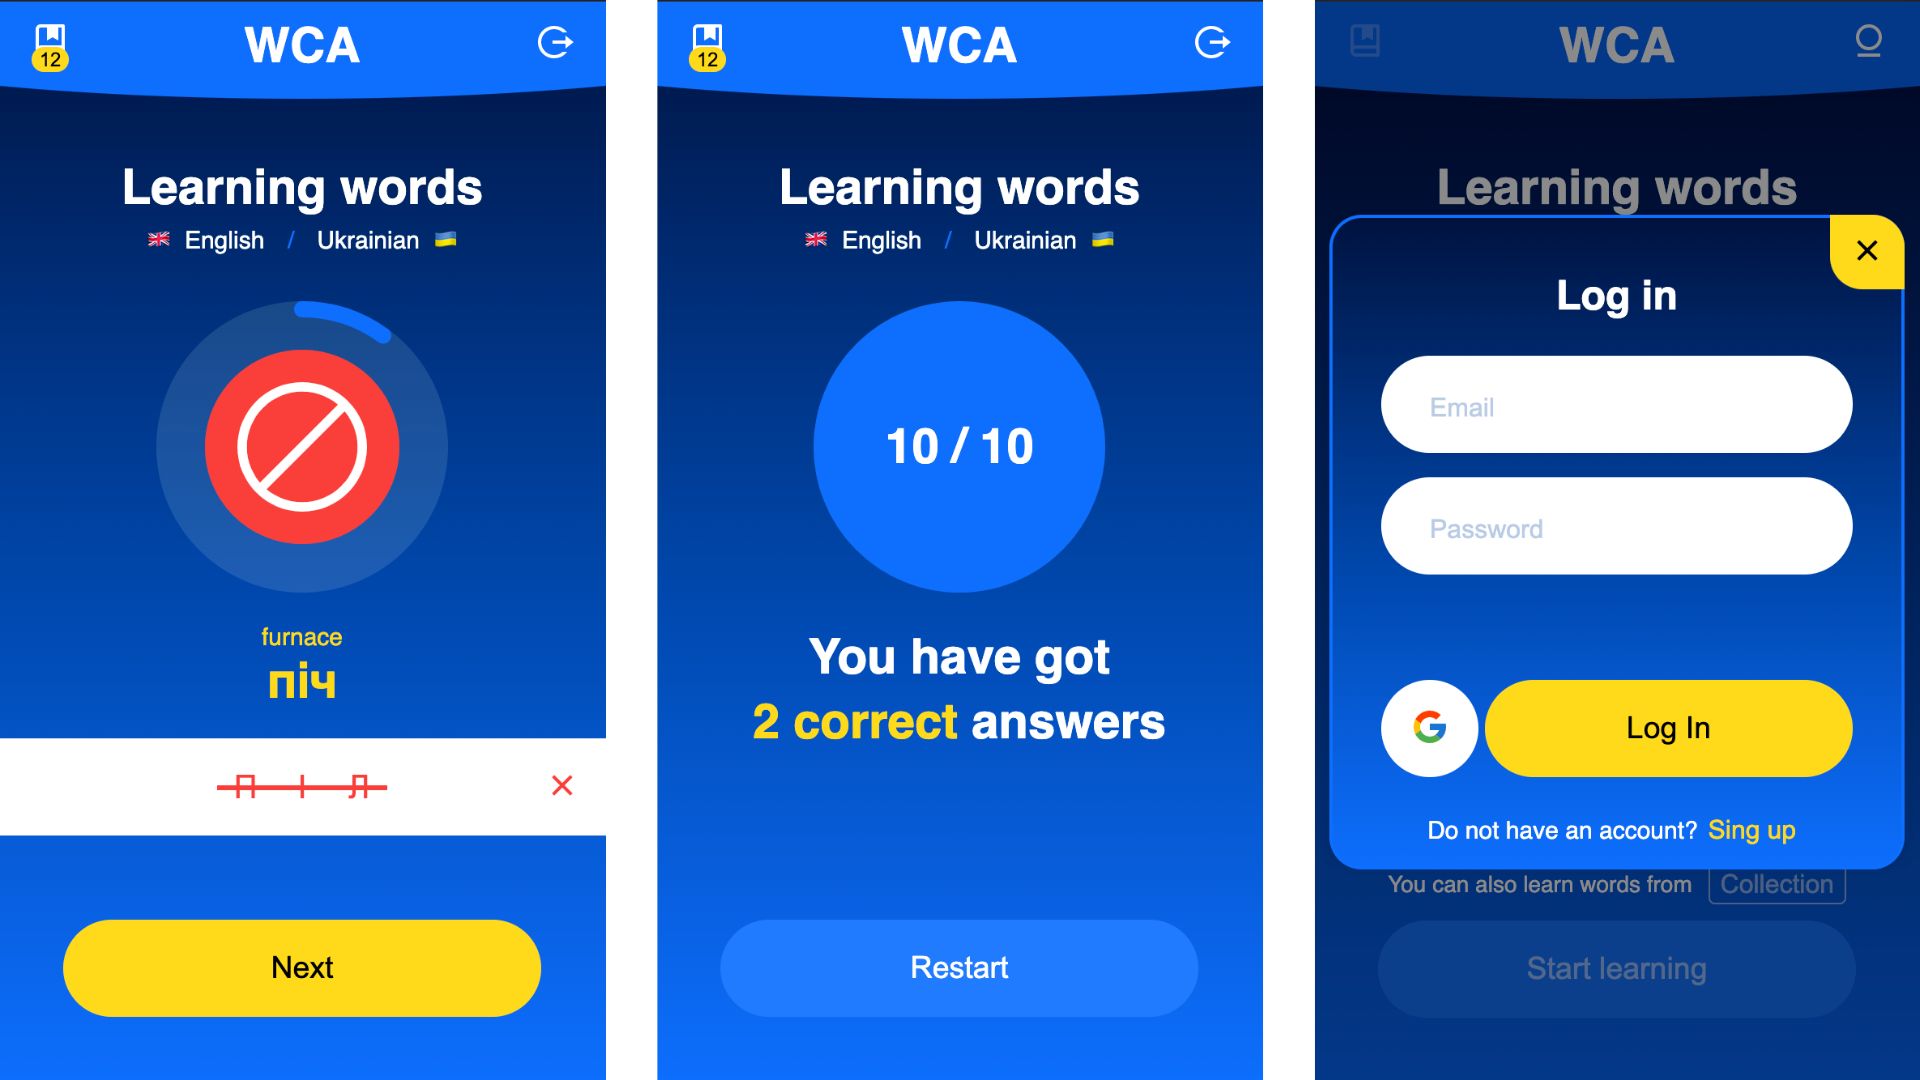 12
WCA
Learning words
English / Ukrainian
furnace
піч
П І Л
Next
12
WCA
Learning words
English / Ukrainian
10 / 10
You have got
2 correct answers
Restart
WCA
Learning words
Log in
Email
Password
Log In
Do not have an account? Sing up
You can also learn words from Collection
Start learning